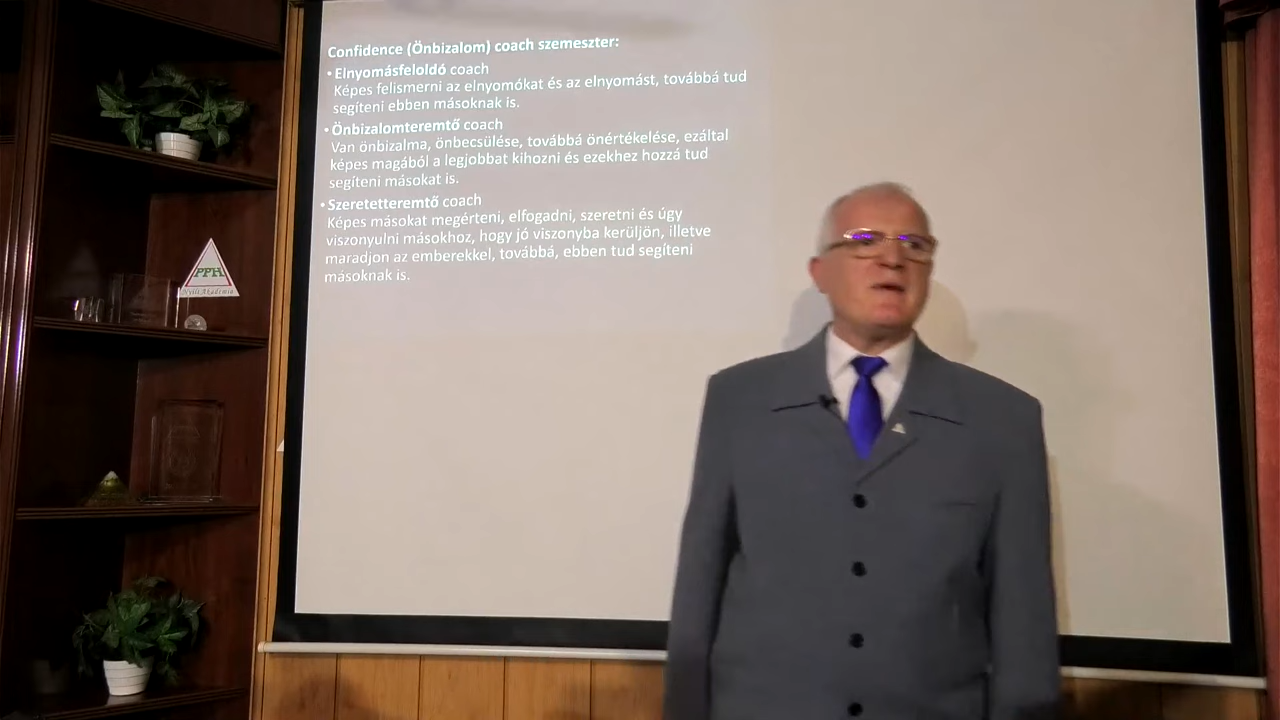 Confidence (Önbizalom) coach szemeszter:
• Elnyomásfeloldó coach
Képes felismerni az elnyomókat és az elnyomást, továbbá tud
segíteni ebben másoknak is.
• Önbizalomteremtő coach
Van önbizalma, önbecsülése, továbbá önértékelése, ezáltal
képes magából a legjobbat kihozni és ezekhez hozzá tud
segíteni másokat is.
• Szeretetteremtő coach
Képes másokat megérteni, elfogadni, szeretni és úgy
viszonyulni másokhoz, hogy jó viszonyba kerüljön, illetve
maradjon az emberekkel, továbbá, ebben tud segíteni
másoknak is.
PPH
Nyílt Akadémia